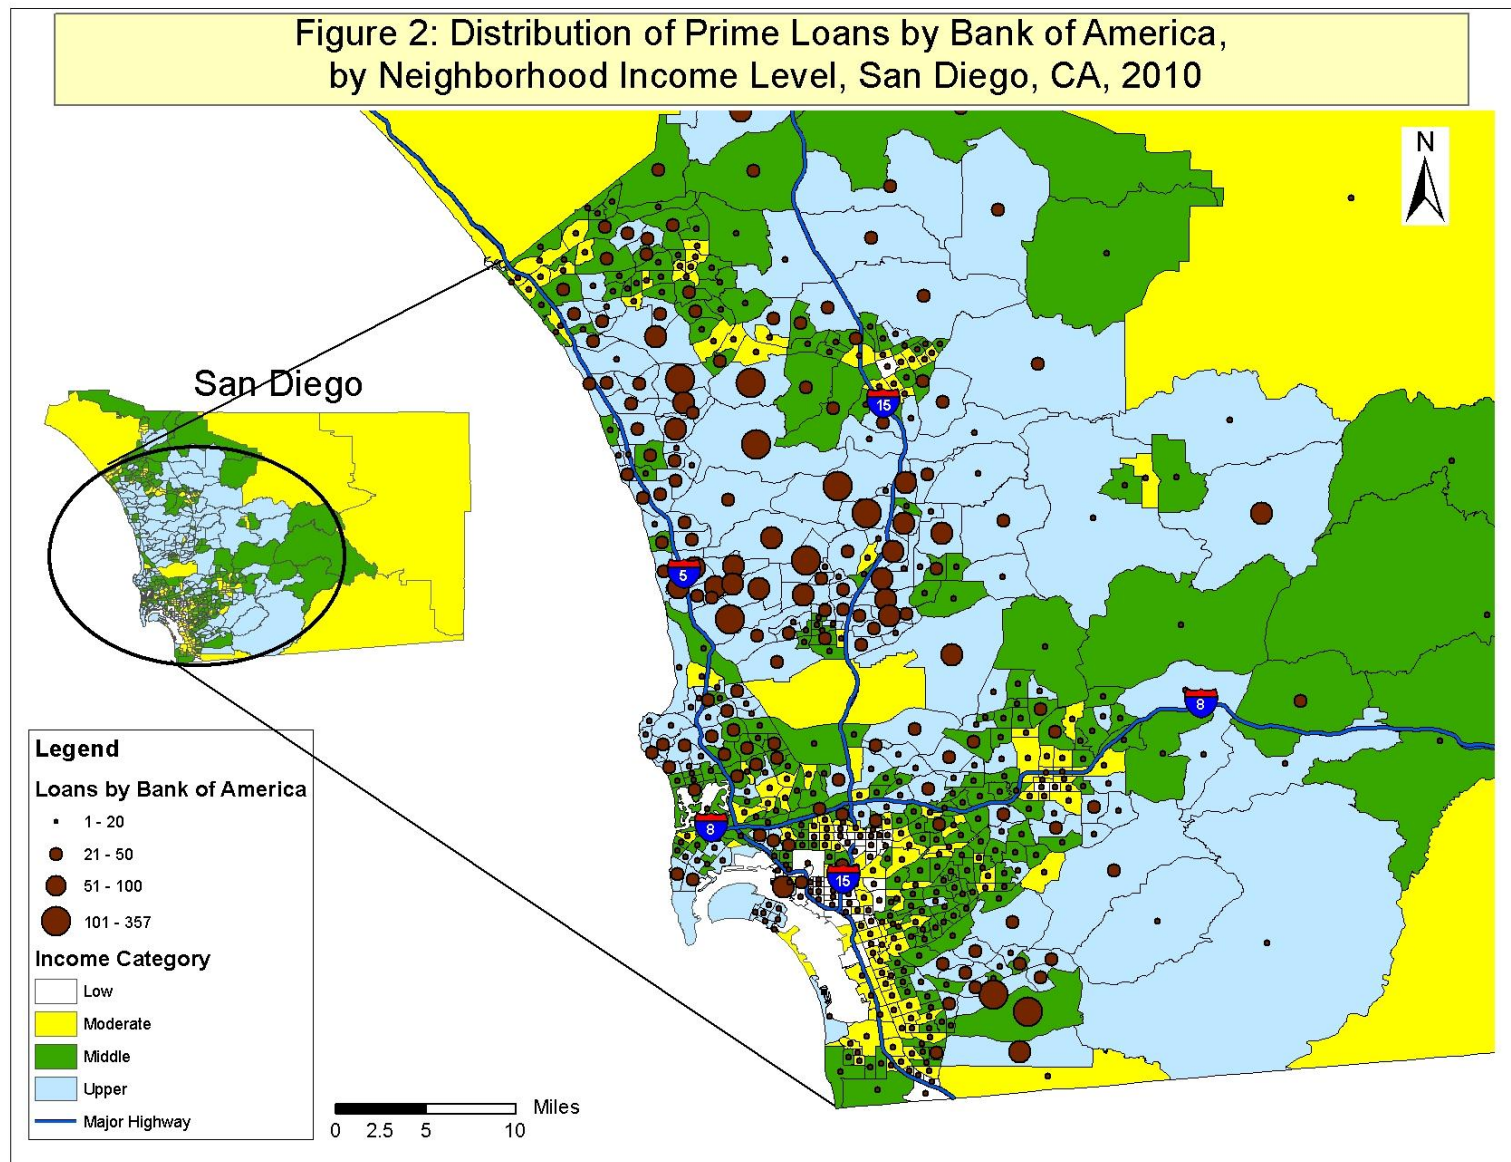 Figure 2: Distribution of Prime Loans by Bank of America,
by Neighborhood Income Level, San Diego, CA, 2010
N
San Diego
15
5
8
8
15
Legend
Loans by Bank of America
1 - 20
21 - 50
51 - 100
101 - 357
Income Category
Low
Moderate
Middle
Upper
Major Highway
Miles
0 2.5 5 10